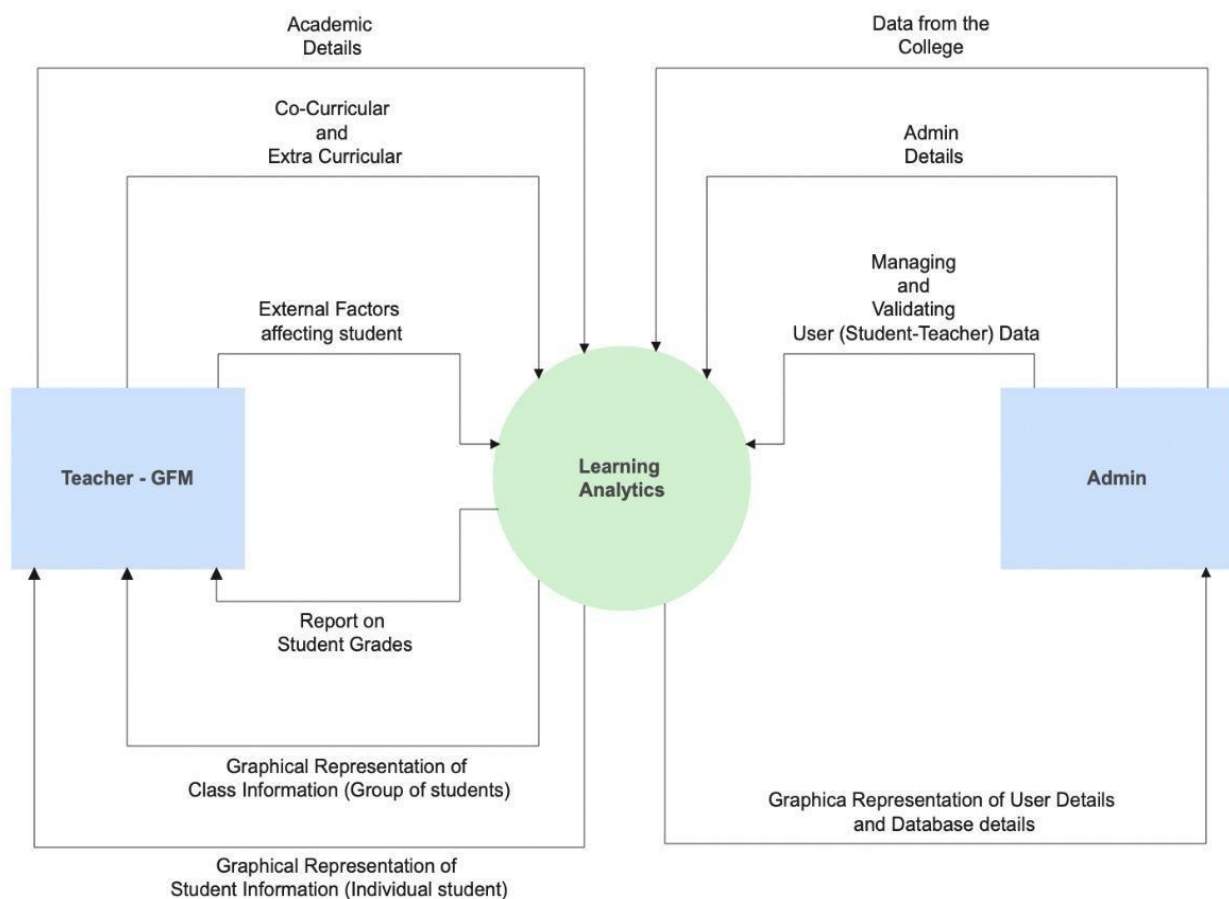 Academic
Details
Data from the
College
Co-Curricular
and
Extra Curricular
Admin
Details
Managing
and
Validating
User (Student-Teacher) Data
External Factors
affecting student
Teacher - GFM
Learning
Analytics
Admin
Report on
Student Grades
Graphical Representation of
Class Information (Group of students)
Graphica Representation of User Details
and Database details
Graphical Representation of
Student Information (Individual student)